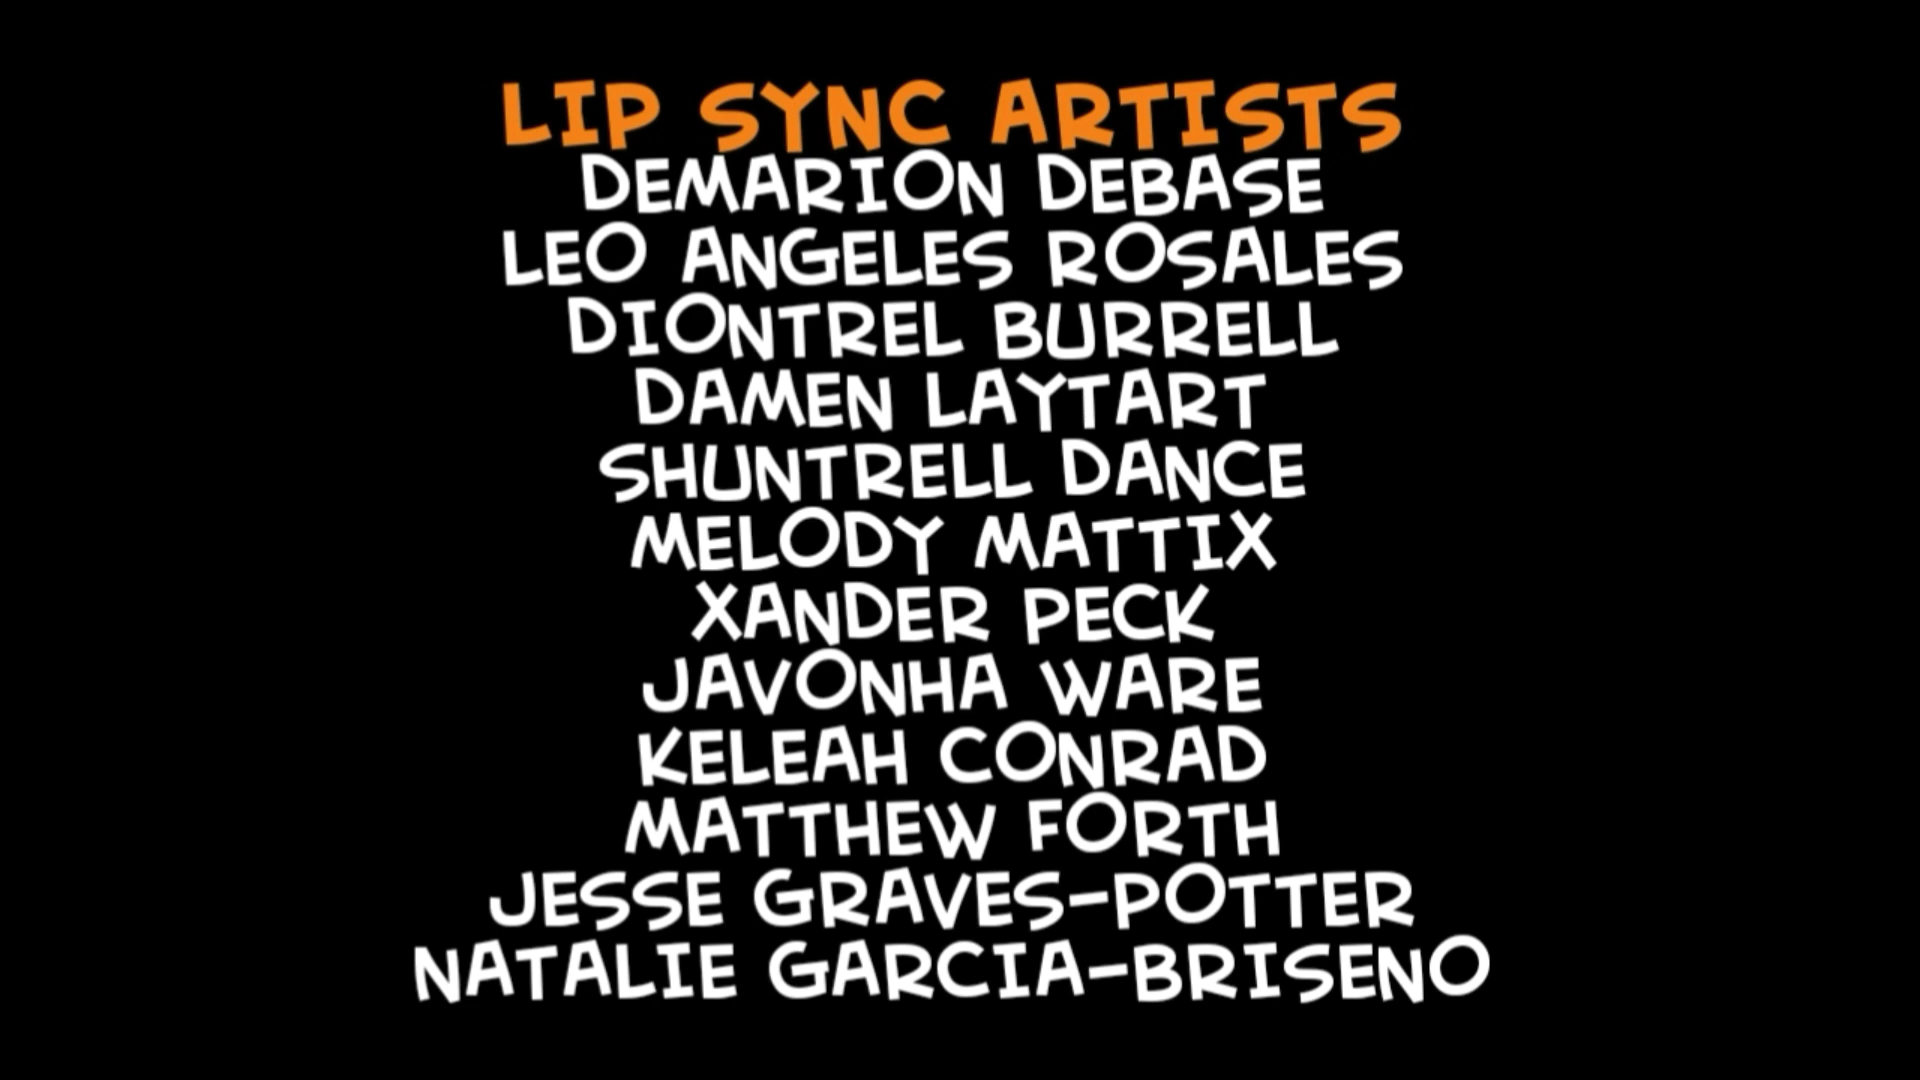 LIP SYNC ARTISTS
DEMARION DEBASE
LEO ANGELES ROSALES
DIONTREL BURRELL
DAMEN LAYTART
SHUNTRELL DANCE
MELODY MATTIX
XANDER PECK
JAVONHA WARE
KELEAH CONRAD
MATTHEW FORTH
JESSE GRAVES-POTTER
NATALIE GARCIA-BRISENO